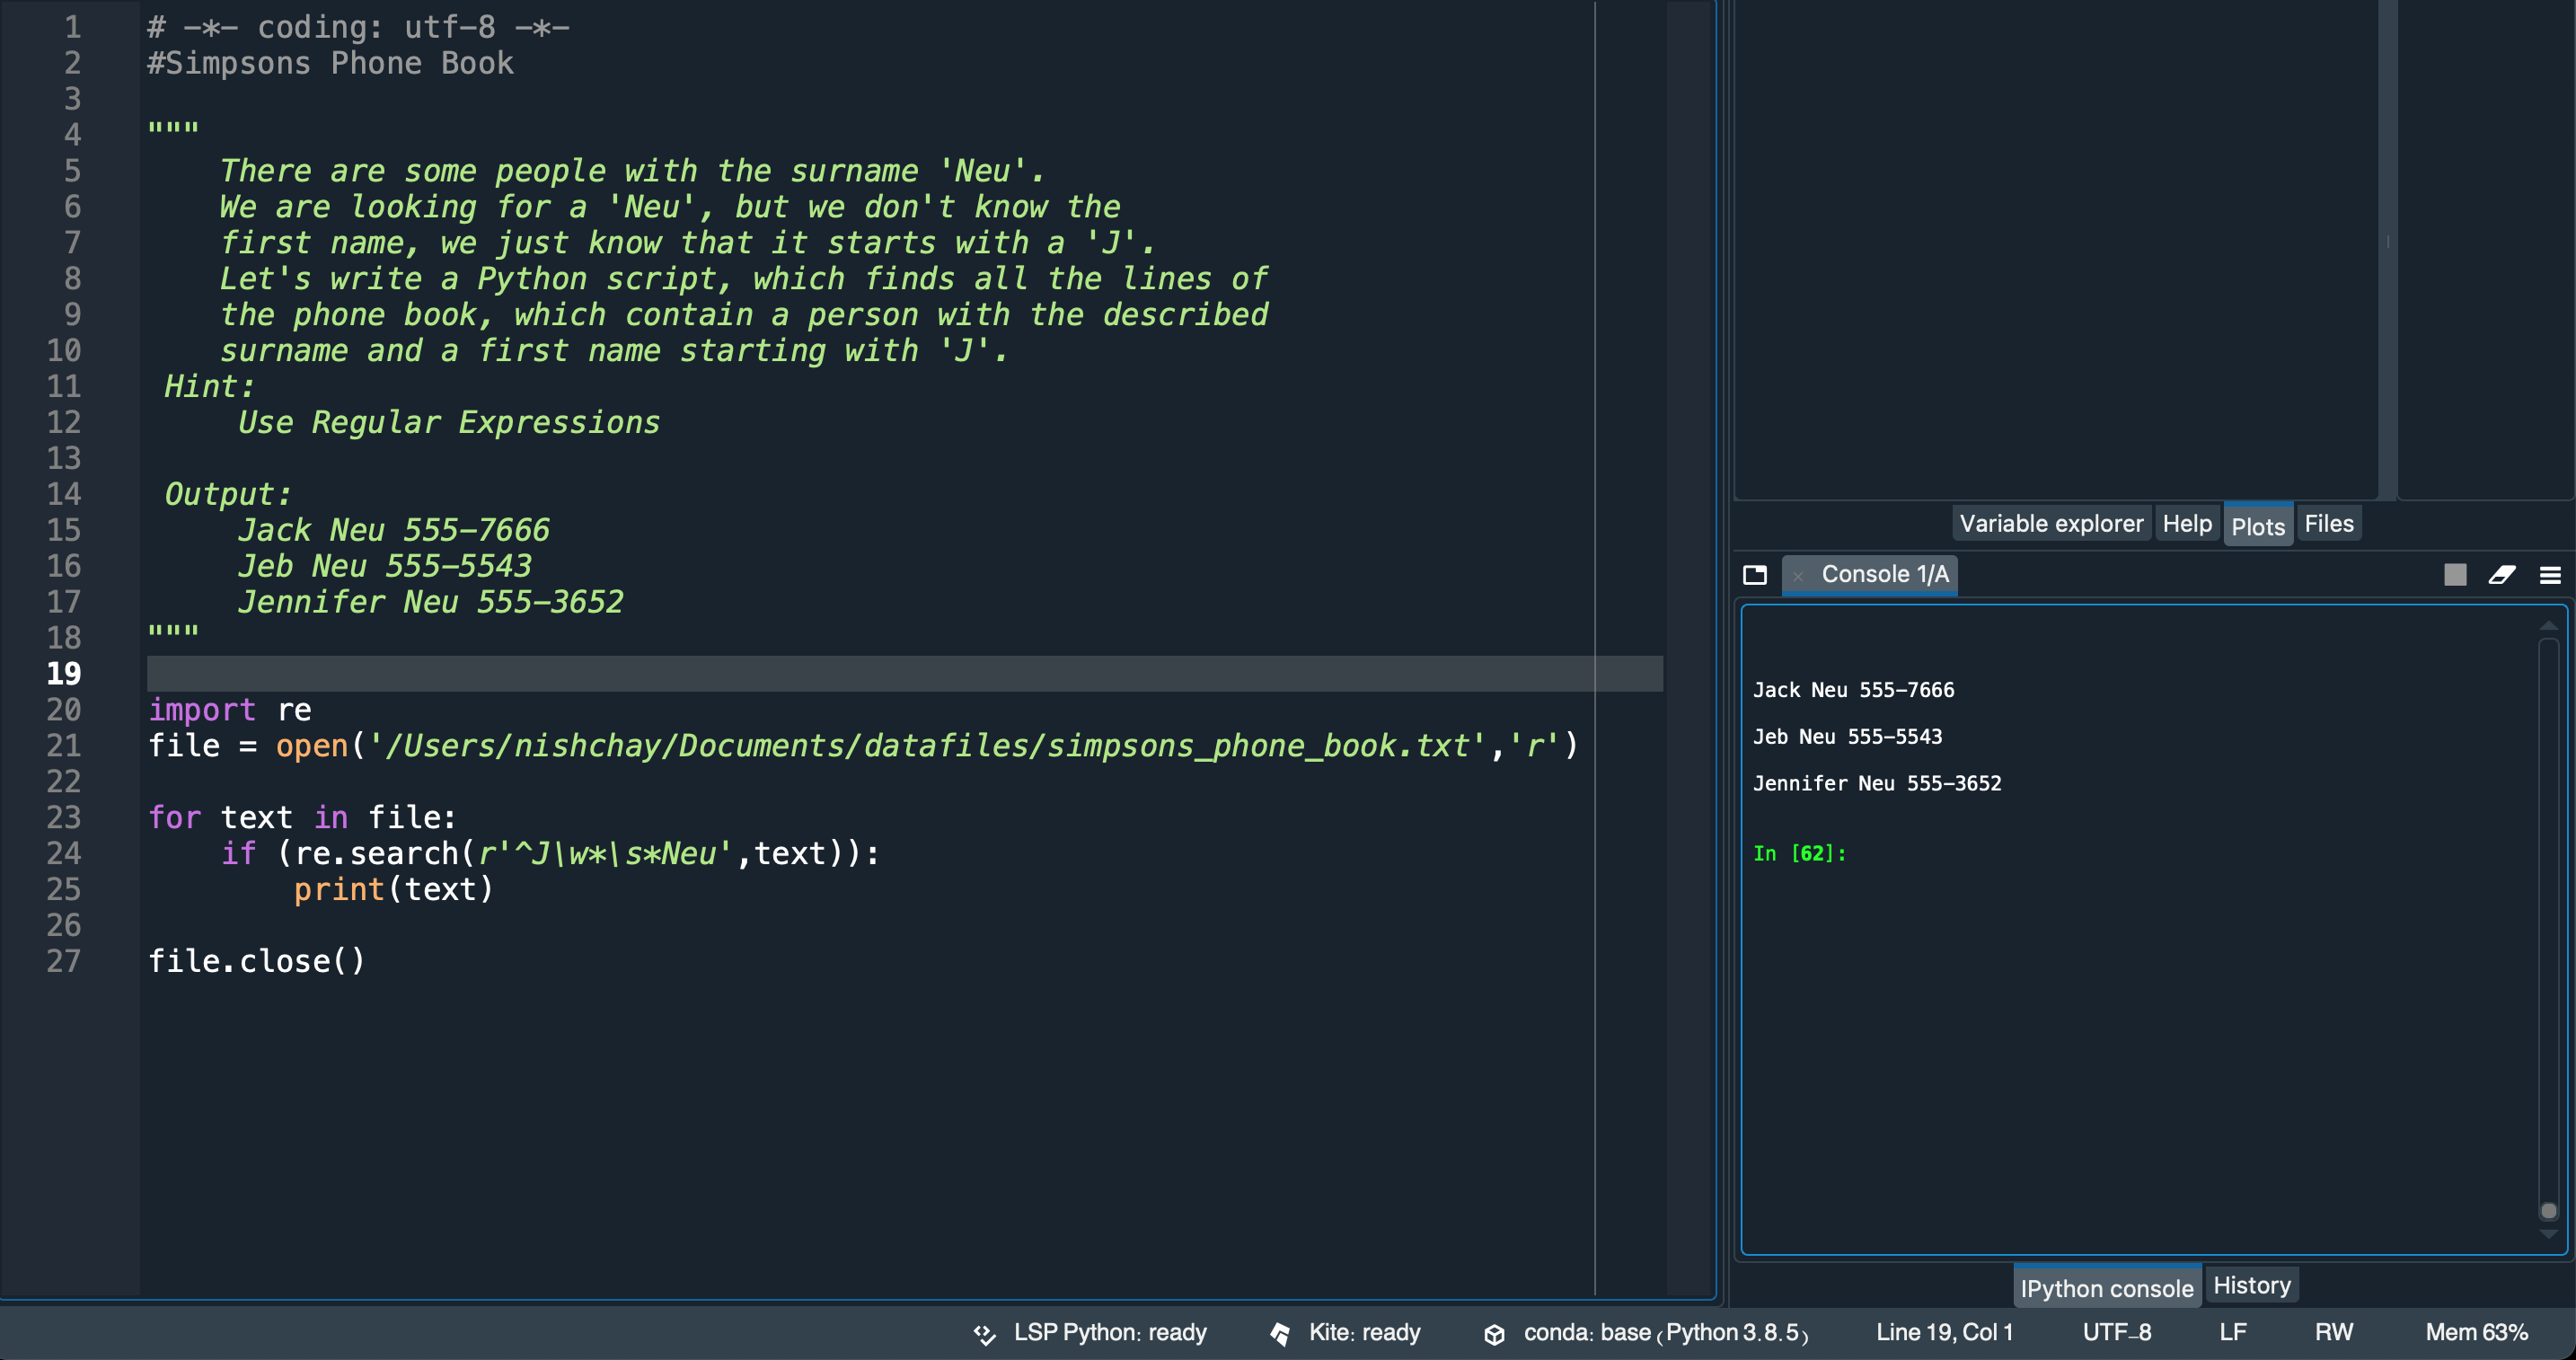 1 # -*- coding: utf-8 -*-
2 #Simpsons Phone Book
3
4 """
5 There are some people with the surname 'Neu'.
6 We are looking for a 'Neu', but we don't know the
7 first name, we just know that it starts with a 'J'.
8 Let's write a Python script, which finds all the lines of
9 the phone book, which contain a person with the described
10 surname and a first name starting with 'J'.
11 Hint:
12 Use Regular Expressions
13
14 Output:
15 Jack Neu 555-7666
16 Jeb Neu 555-5543
17 Jennifer Neu 555-3652
18 """
19
20 import re
21 file = open('/Users/nishchay/Documents/datafiles/simpsons_phone_book.txt','r')
22
23 for text in file:
24 if (re.search(r'^J\w*\s*Neu',text)):
25 print(text)
26
27 file.close()
Variable explorer Help Plots Files
Console 1/A
Jack Neu 555-7666
Jeb Neu 555-5543
Jennifer Neu 555-3652
In [62]:
IPython console History
LSP Python: ready Kite: ready conda: base (Python 3.8.5) Line 19, Col 1 UTF-8 LF RW Mem 63%